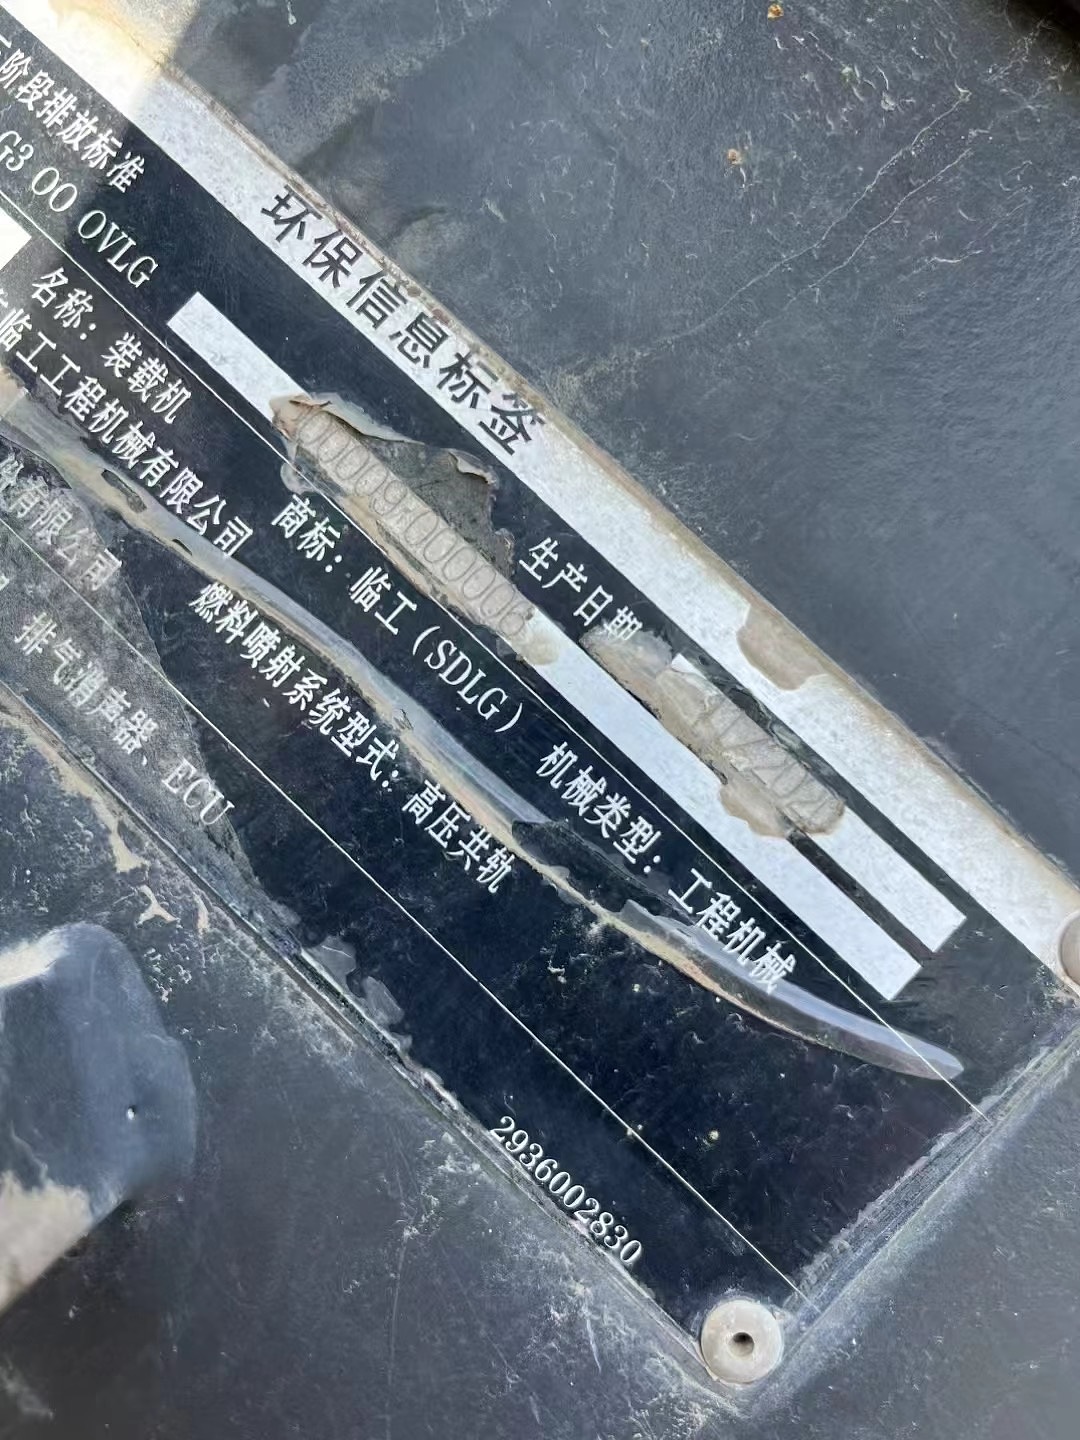 环保信息标签
阶段排放标准
G3 00 0VLG
生产日期
名称：装载机
商标：临工（SDLG）
机械类型：工程机械
临工工程机械有限公司
燃料喷射系统型式：高压共轨
有限公司
排气消声器、ECU
2936002830